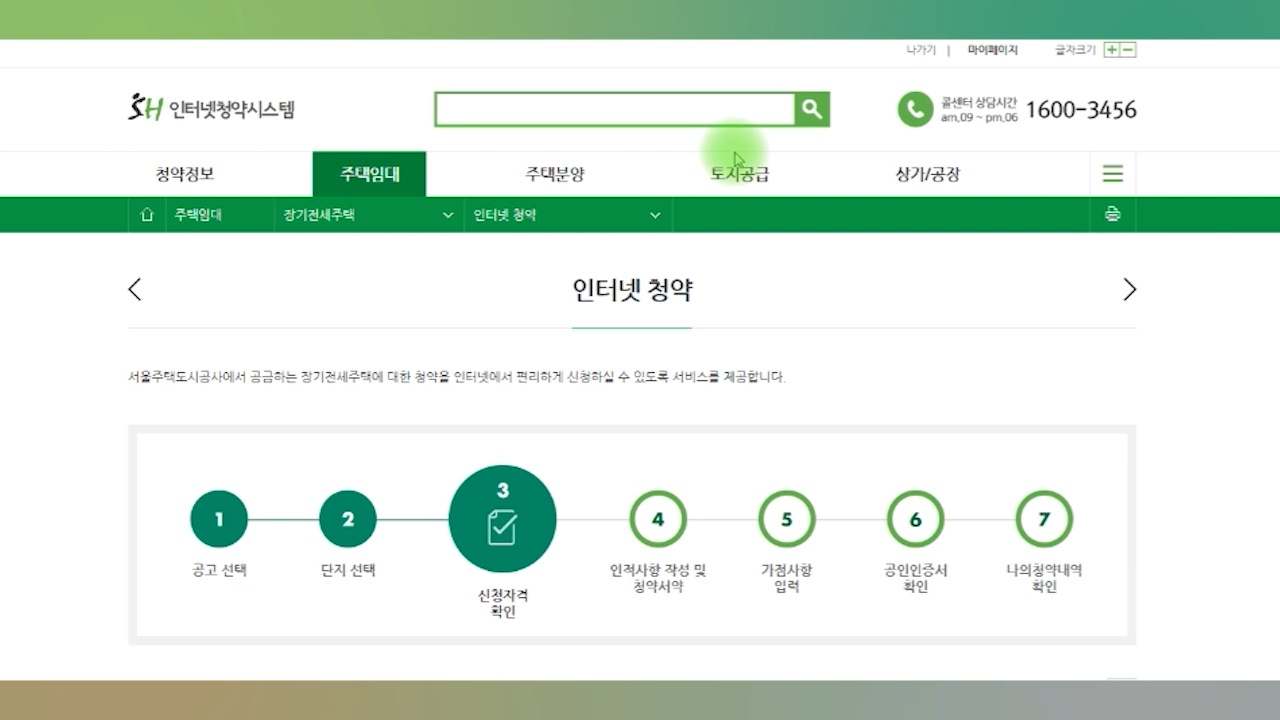 나가기 | 마이페이지 글자크기 + −
SH 인터넷청약시스템
콜센터 상담시간
am.09 ~ pm.06
1600-3456
청약정보 주택임대 주택분양 토지공급 상가/공장
주택임대 장기전세주택 인터넷 청약
인터넷 청약
서울주택도시공사에서 공급하는 장기전세주택에 대한 청약을 인터넷에서 편리하게 신청하실 수 있도록 서비스를 제공합니다.
1
공고 선택
2
단지 선택
3
신청자격
확인
4
인적사항 작성 및
청약서약
5
가점사항
입력
6
공인인증서
확인
7
나의청약내역
확인